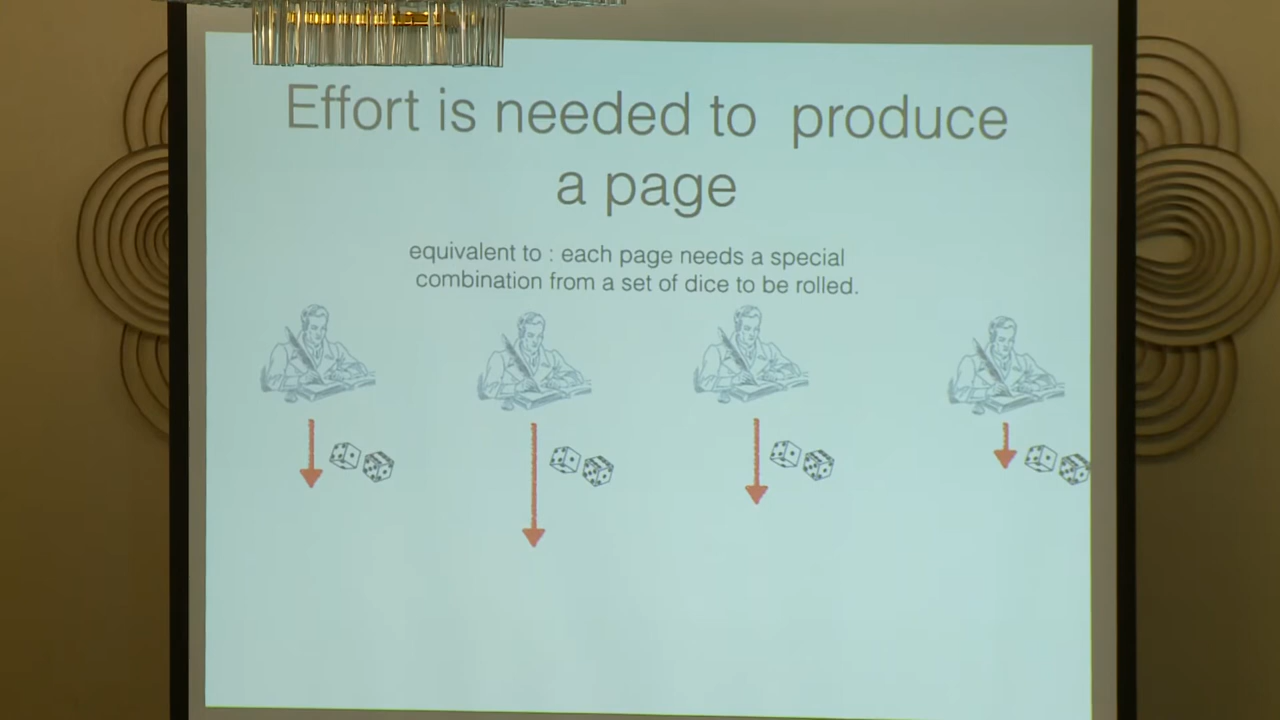 Effort is needed to produce
a page
equivalent to : each page needs a special
combination from a set of dice to be rolled.